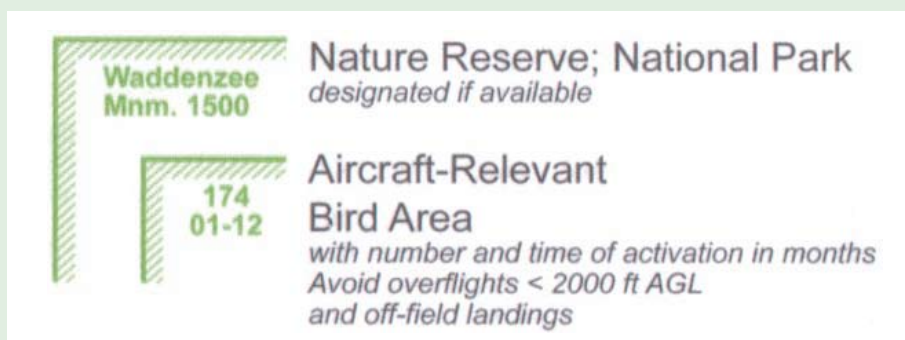 Waddenzee
Mnm. 1500
Nature Reserve; National Park
designated if available
174
01-12
Aircraft-Relevant
Bird Area
with number and time of activation in months
Avoid overflights < 2000 ft AGL
and off-field landings